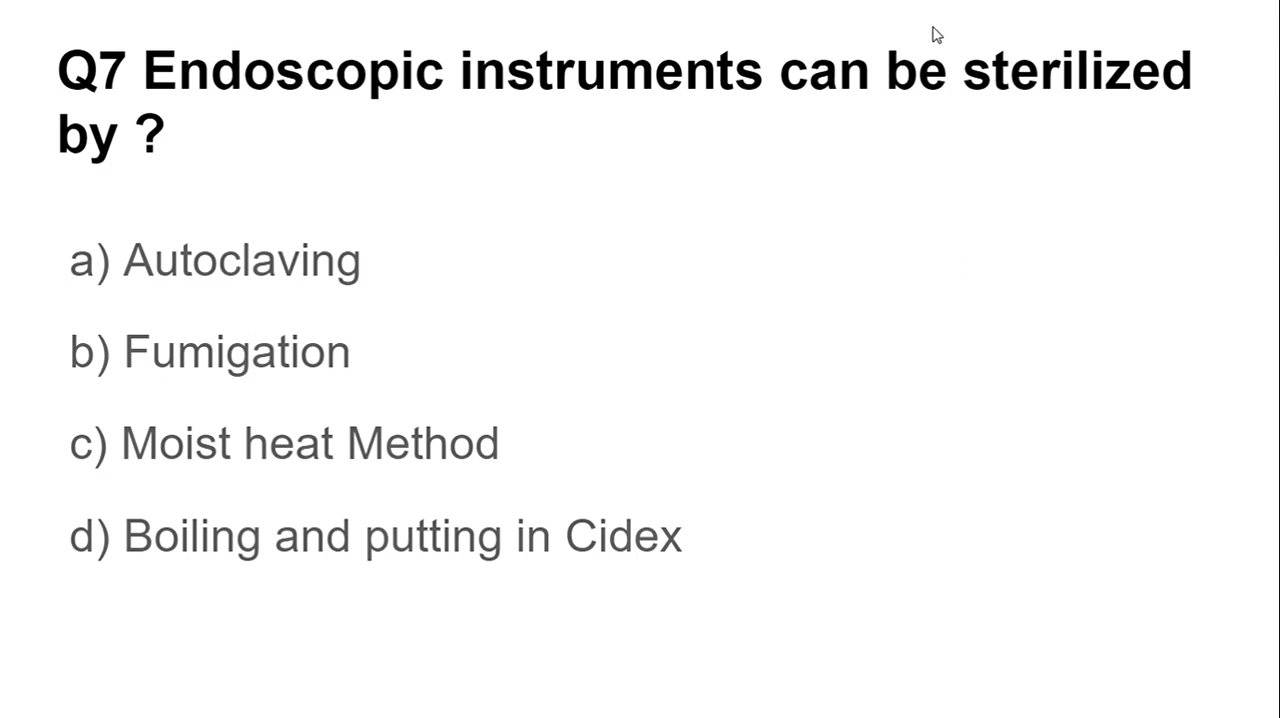 Q7 Endoscopic instruments can be sterilized
by ?
a) Autoclaving
b) Fumigation
c) Moist heat Method
d) Boiling and putting in Cidex